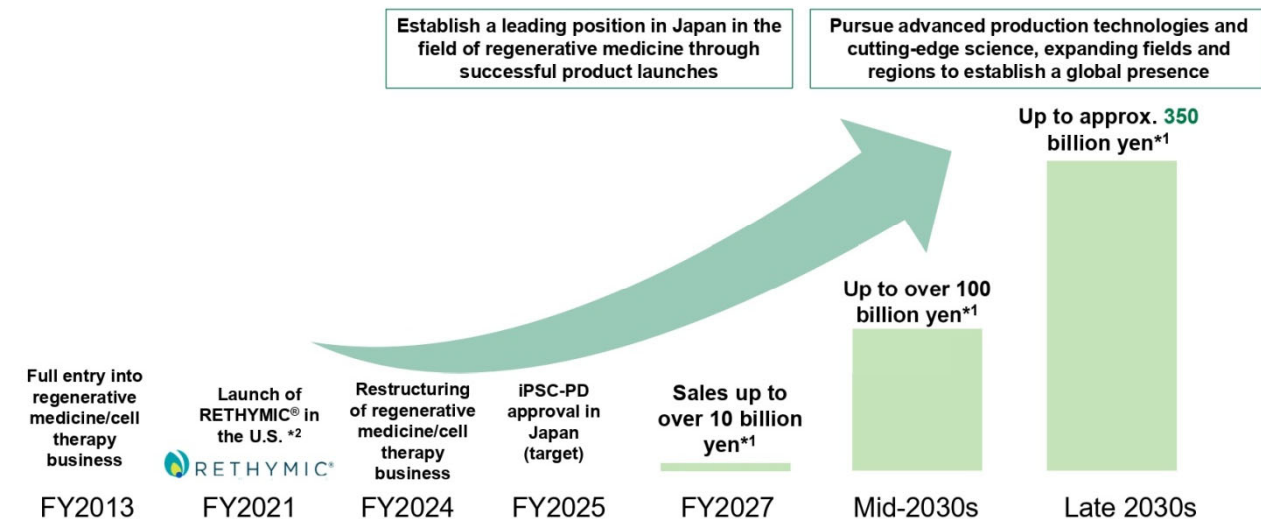 Establish a leading position in Japan in the
field of regenerative medicine through
successful product launches
Pursue advanced production technologies and
cutting-edge science, expanding fields and
regions to establish a global presence
Up to approx. 350
billion yen*1
Up to over 100
billion yen*1
Full entry into
regenerative
medicine/cell
therapy
business
Launch of
RETHYMIC® in
the U.S. *2
RETHYMIC®
Restructuring
of regenerative
medicine/cell
therapy
business
iPSC-PD
approval in
Japan
(target)
Sales up to
over 10 billion
yen*1
FY2013
FY2021
FY2024
FY2025
FY2027
Mid-2030s
Late 2030s